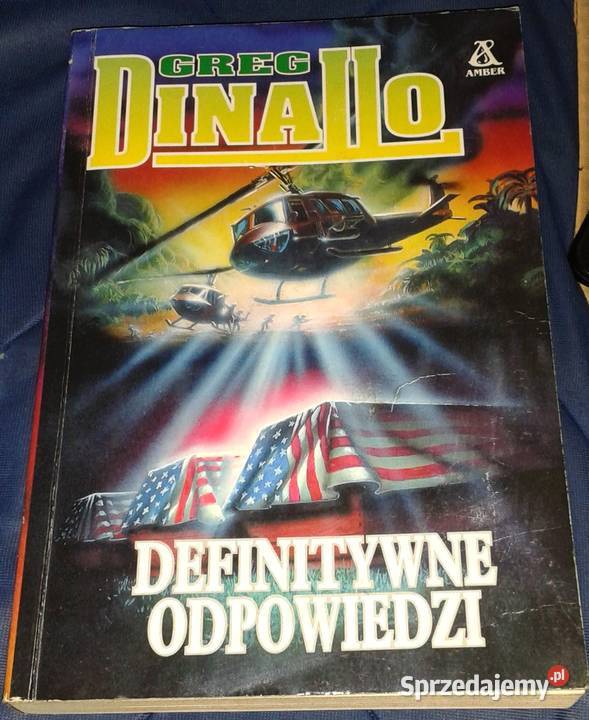 GREG
DINALLO
AMBER
DEFINITYWNE
ODPOWIEDZI
Sprzedajemy.pl